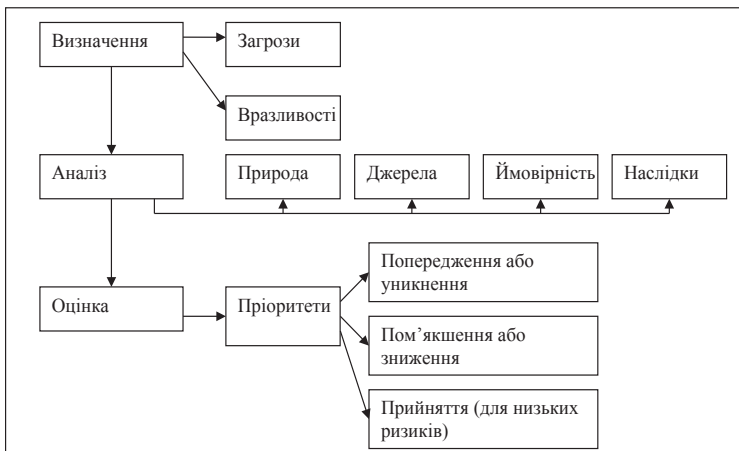 Визначення
Загрози
Вразливості
Аналіз
Природа
Джерела
Ймовірність
Наслідки
Оцінка
Пріоритети
Попередження або
уникнення
Пом’якшення або
зниження
Прийняття (для низьких
ризиків)